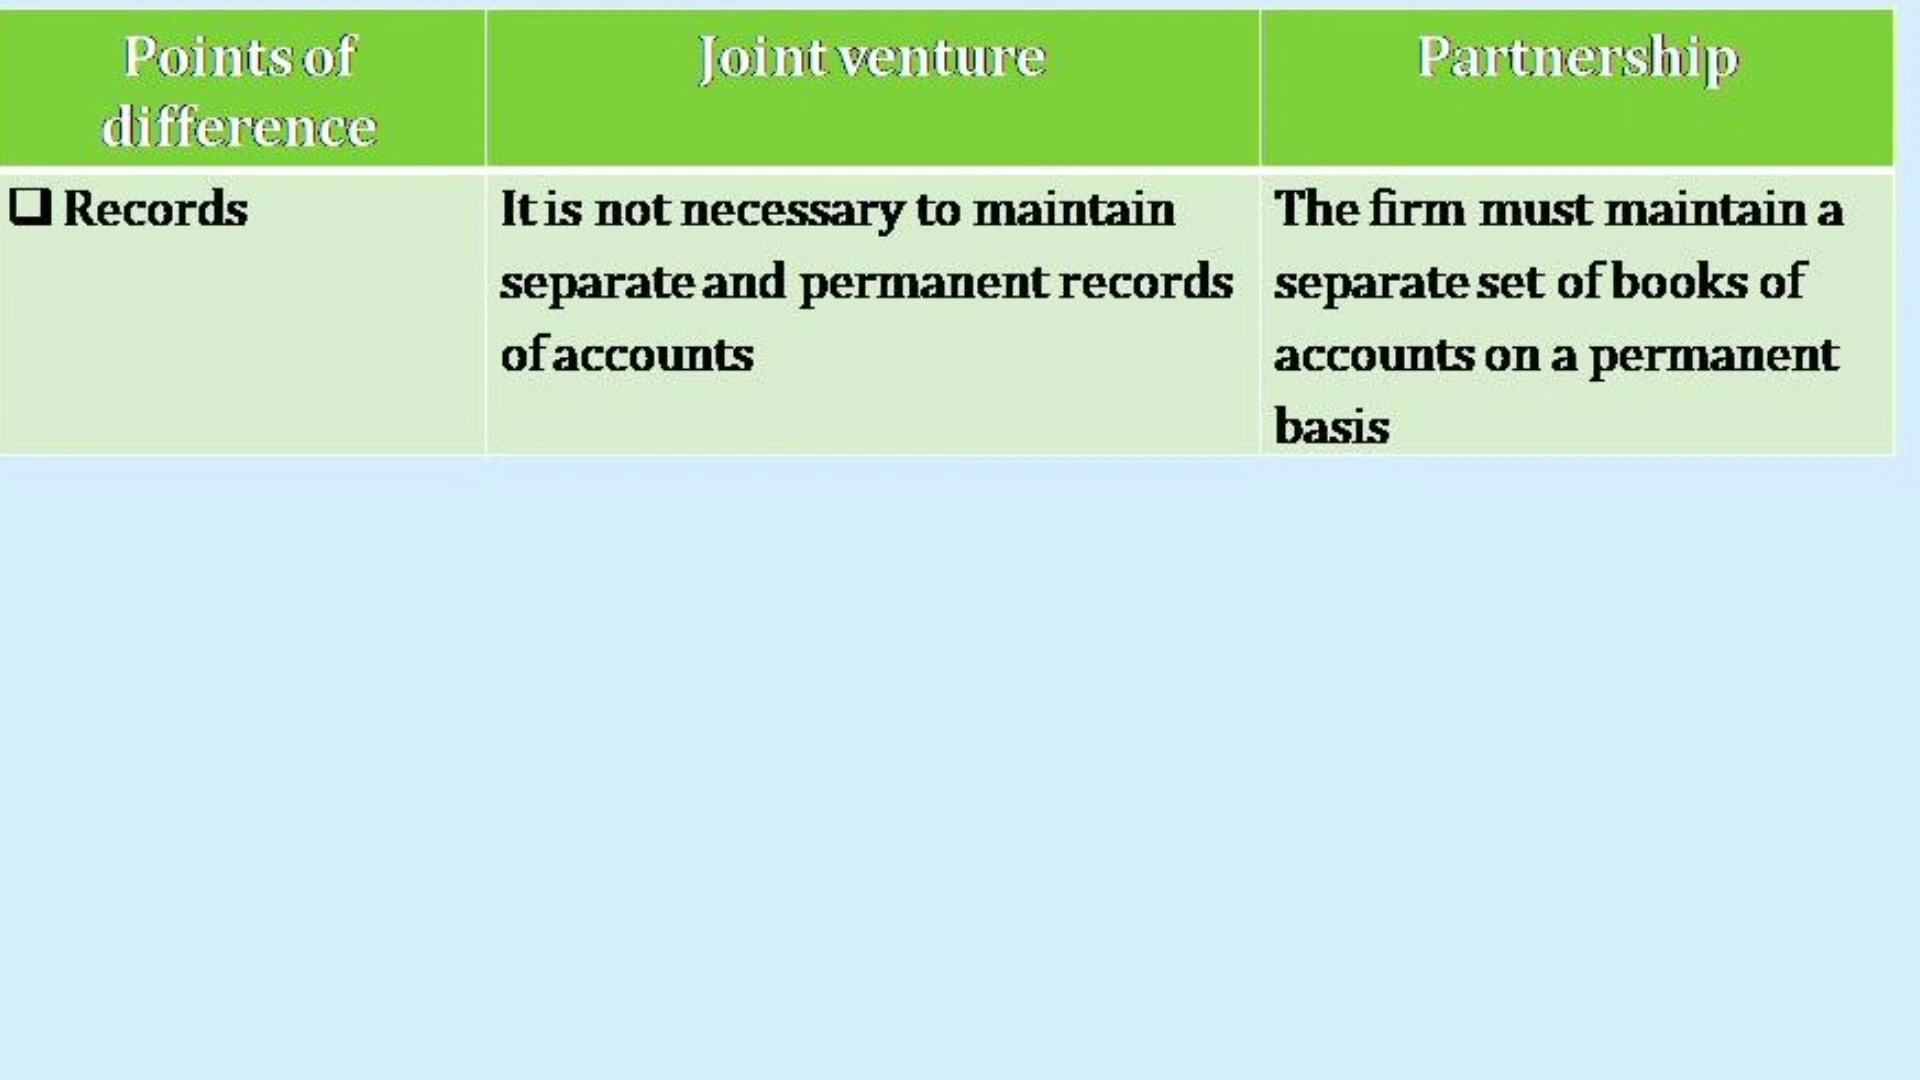 Points of
difference
Joint venture
Partnership
❑ Records
It is not necessary to maintain
separate and permanent records
of accounts
The firm must maintain a
separate set of books of
accounts on a permanent
basis